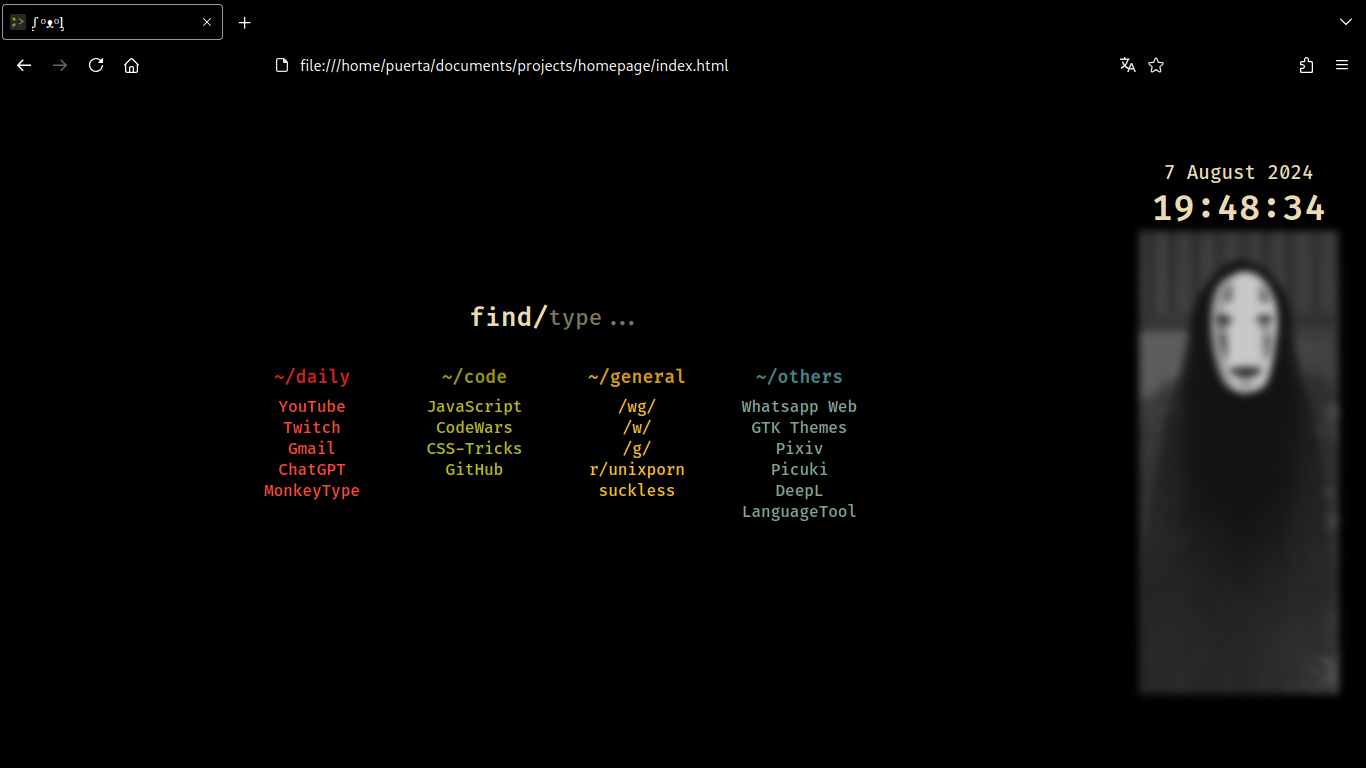 ʆ ºᴥºʅ
file:///home/puerta/documents/projects/homepage/index.html
7 August 2024
19:48:34
find/type...
~/daily
YouTube
Twitch
Gmail
ChatGPT
MonkeyType
~/code
JavaScript
CodeWars
CSS-Tricks
GitHub
~/general
/wg/
/w/
/g/
r/unixporn
suckless
~/others
Whatsapp Web
GTK Themes
Pixiv
Picuki
DeepL
LanguageTool